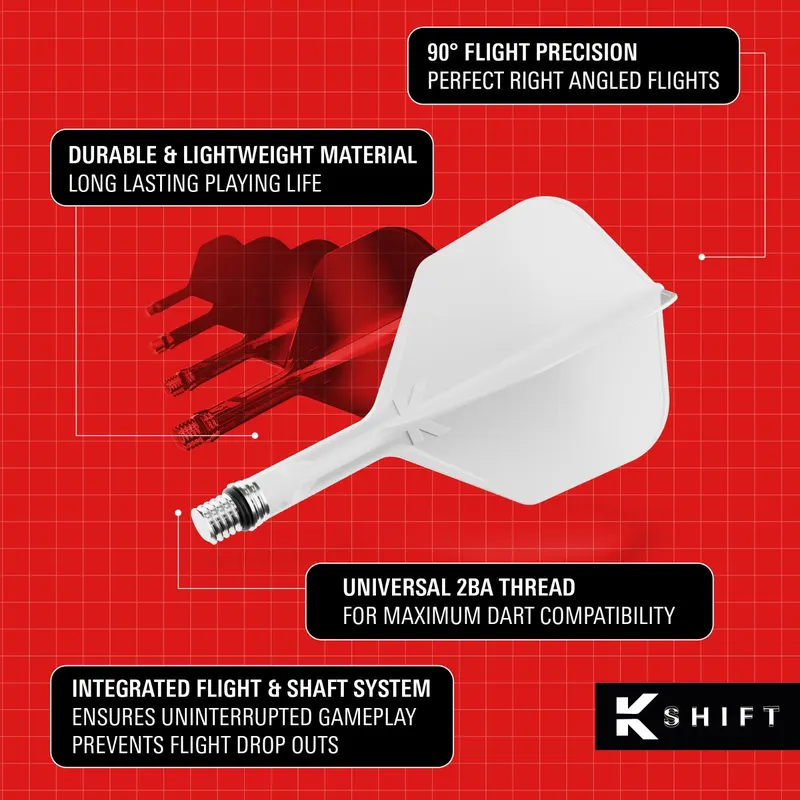 90° FLIGHT PRECISION
PERFECT RIGHT ANGLED FLIGHTS
DURABLE & LIGHTWEIGHT MATERIAL
LONG LASTING PLAYING LIFE
UNIVERSAL 2BA THREAD
FOR MAXIMUM DART COMPATIBILITY
INTEGRATED FLIGHT & SHAFT SYSTEM
ENSURES UNINTERRUPTED GAMEPLAY
PREVENTS FLIGHT DROP OUTS
K SHIFT